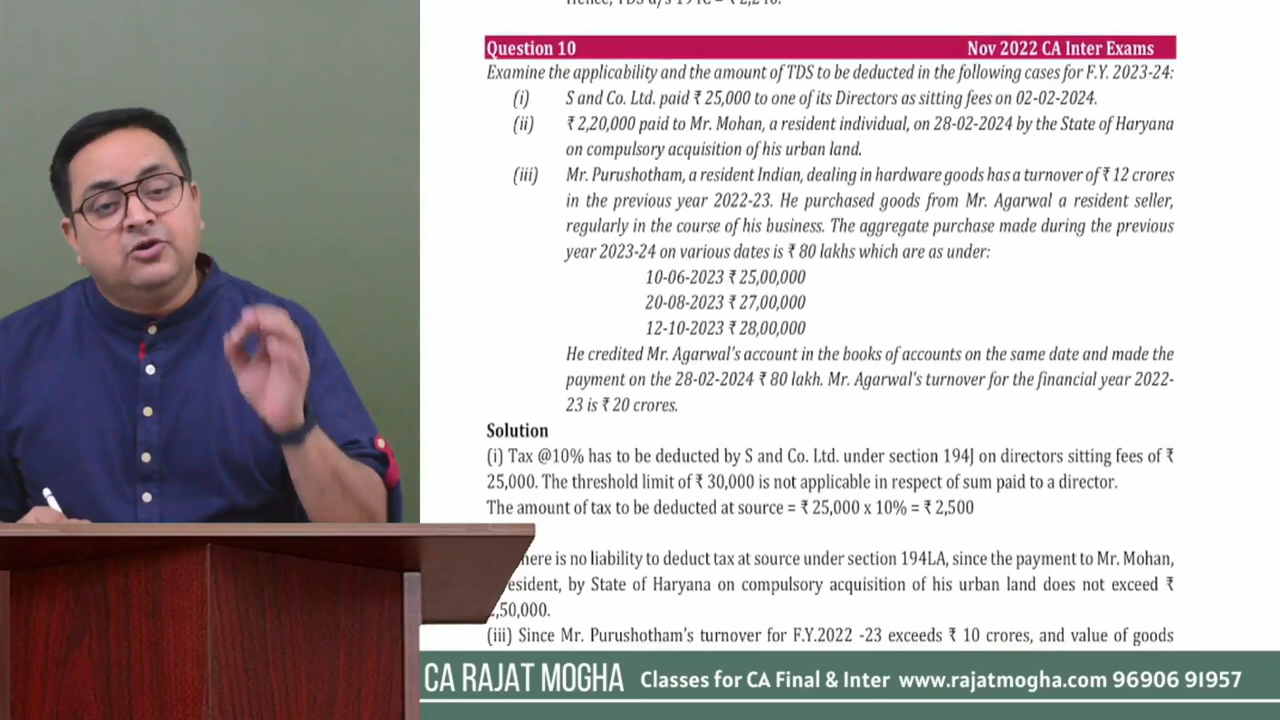 Hence, TDS u/s 194C = ₹ 2,240.
Question 10 Nov 2022 CA Inter Exams
Examine the applicability and the amount of TDS to be deducted in the following cases for F.Y. 2023-24:
(i) S and Co. Ltd. paid ₹ 25,000 to one of its Directors as sitting fees on 02-02-2024.
(ii) ₹ 2,20,000 paid to Mr. Mohan, a resident individual, on 28-02-2024 by the State of Haryana
on compulsory acquisition of his urban land.
(iii) Mr. Purushotham, a resident Indian, dealing in hardware goods has a turnover of ₹ 12 crores
in the previous year 2022-23. He purchased goods from Mr. Agarwal a resident seller,
regularly in the course of his business. The aggregate purchase made during the previous
year 2023-24 on various dates is ₹ 80 lakhs which are as under:
10-06-2023 ₹ 25,00,000
20-08-2023 ₹ 27,00,000
12-10-2023 ₹ 28,00,000
He credited Mr. Agarwal's account in the books of accounts on the same date and made the
payment on the 28-02-2024 ₹ 80 lakh. Mr. Agarwal's turnover for the financial year 2022-
23 is ₹ 20 crores.
Solution
(i) Tax @10% has to be deducted by S and Co. Ltd. under section 194J on directors sitting fees of ₹
25,000. The threshold limit of ₹ 30,000 is not applicable in respect of sum paid to a director.
The amount of tax to be deducted at source = ₹ 25,000 x 10% = ₹ 2,500
here is no liability to deduct tax at source under section 194LA, since the payment to Mr. Mohan,
esident, by State of Haryana on compulsory acquisition of his urban land does not exceed ₹
,50,000.
(iii) Since Mr. Purushotham's turnover for F.Y.2022 -23 exceeds ₹ 10 crores, and value of goods
CA RAJAT MOGHA Classes for CA Final & Inter www.rajatmogha.com 96906 91957